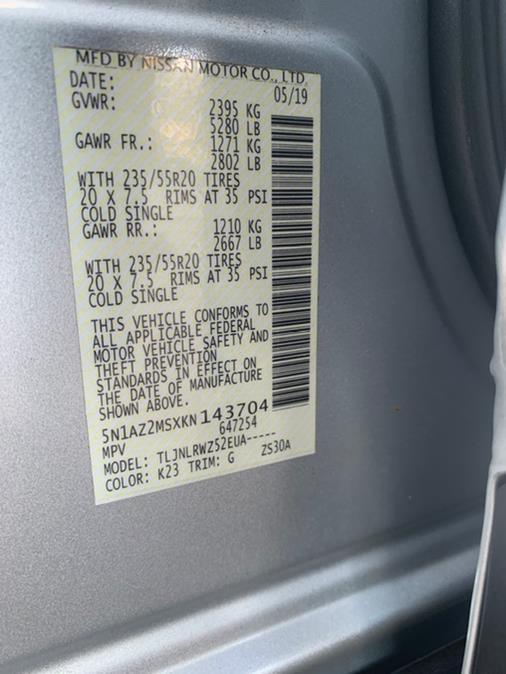 MFD BY NISSAN MOTOR CO., LTD.
DATE: 05/19
GVWR: 2395 KG
5280 LB
GAWR FR.: 1271 KG
2802 LB
WITH 235/55R20 TIRES
20 X 7.5 RIMS AT 35 PSI
COLD SINGLE
GAWR RR.: 1210 KG
2667 LB
WITH 235/55R20 TIRES
20 X 7.5 RIMS AT 35 PSI
COLD SINGLE
THIS VEHICLE CONFORMS TO
ALL APPLICABLE FEDERAL
MOTOR VEHICLE SAFETY AND
THEFT PREVENTION
STANDARDS IN EFFECT ON
THE DATE OF MANUFACTURE
SHOWN ABOVE.
5N1AZ2MSXKN143704
MPV 647254
MODEL: TLJNLRWZ52EUA-----
COLOR: K23 TRIM: G ZS30A